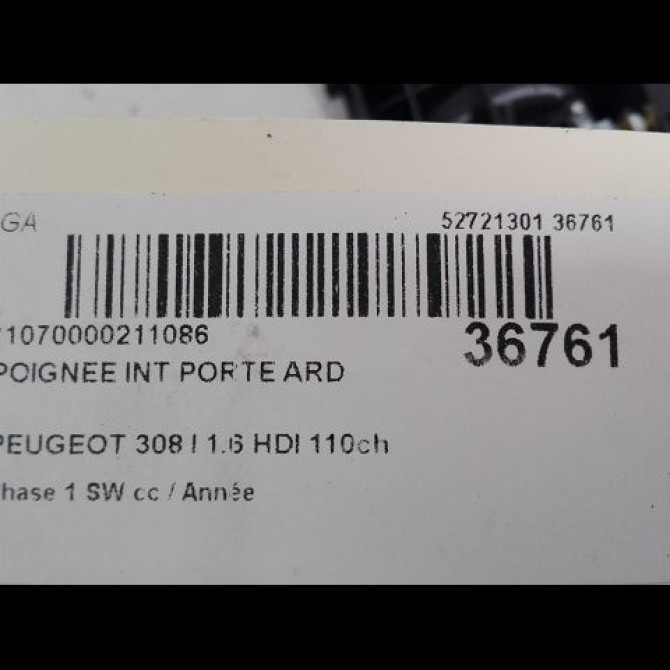 GA 52721301 36761
1070000211086 36761
POIGNEE INT PORTE ARD
PEUGEOT 308 I 1.6 HDI 110ch
hase 1 SW cc / Année